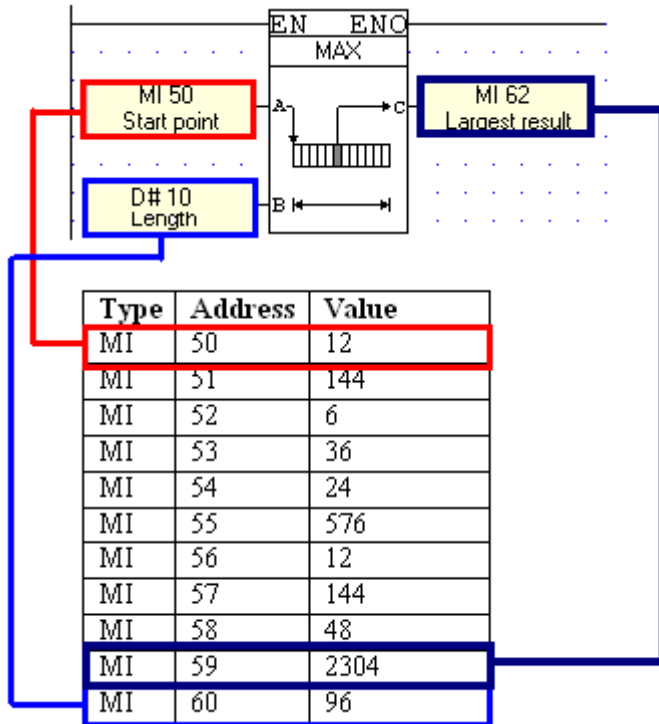 EN ENO
MAX
MI 50
Start point
A
C
MI 62
Largest result
D# 10
Length
B
Type Address Value
MI 50 12
MI 51 144
MI 52 6
MI 53 36
MI 54 24
MI 55 576
MI 56 12
MI 57 144
MI 58 48
MI 59 2304
MI 60 96